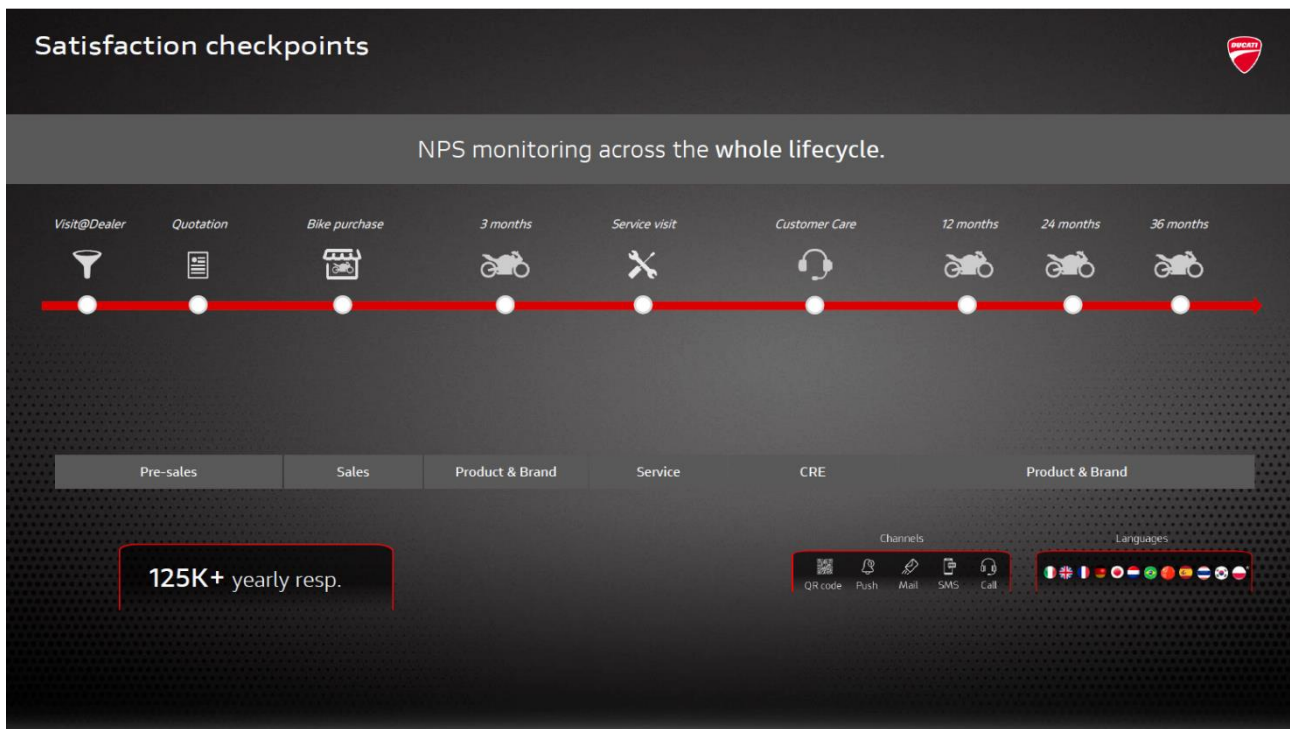 Satisfaction checkpoints
DUCATI
NPS monitoring across the whole lifecycle.
Visit@Dealer Quotation Bike purchase 3 months Service visit Customer Care 12 months 24 months 36 months
Pre-sales Sales Product & Brand Service CRE Product & Brand
Channels Languages
125K+ yearly resp.
QR code Push Mail SMS Call